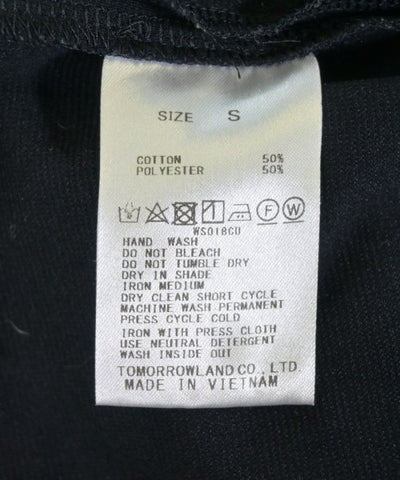 SIZE S
COTTON 50%
POLYESTER 50%
F W
WS018CU
HAND WASH
DO NOT BLEACH
DO NOT TUMBLE DRY
DRY IN SHADE
IRON MEDIUM
DRY CLEAN SHORT CYCLE
MACHINE WASH PERMANENT
PRESS CYCLE COLD
IRON WITH PRESS CLOTH
USE NEUTRAL DETERGENT
WASH INSIDE OUT
TOMORROWLAND CO., LTD.
MADE IN VIETNAM